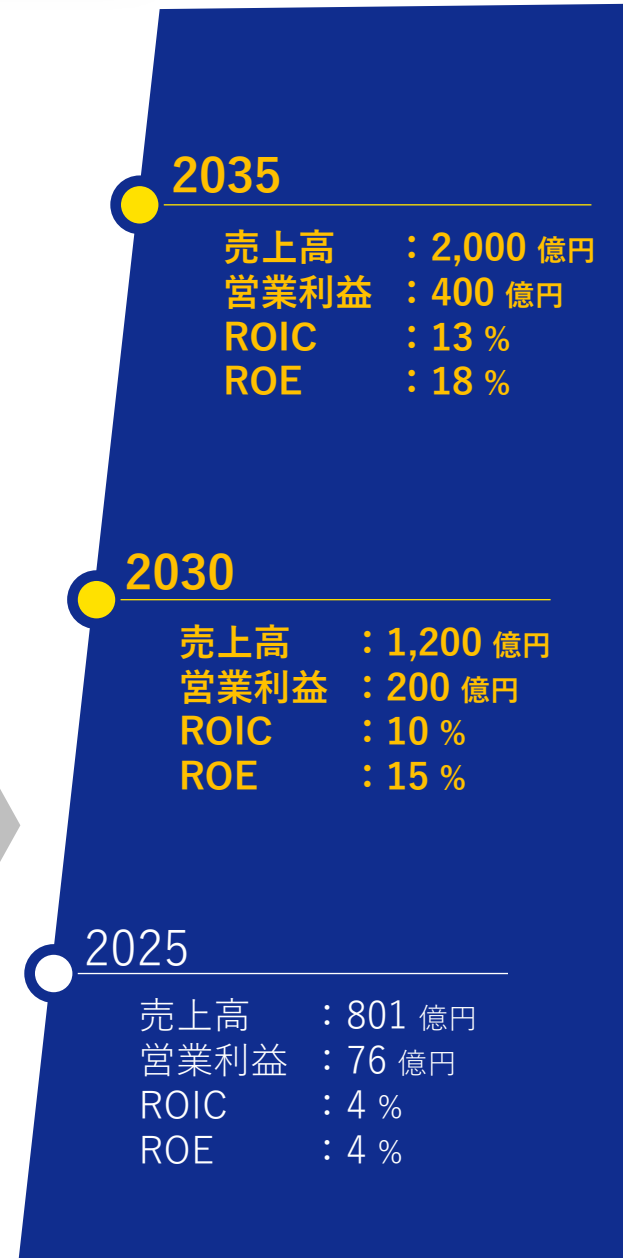 2035
売上高 ：2,000 億円
営業利益 ：400 億円
ROIC ：13 %
ROE ：18 %
2030
売上高 ：1,200 億円
営業利益 ：200 億円
ROIC ：10 %
ROE ：15 %
2025
売上高 ：801 億円
営業利益 ：76 億円
ROIC ：4 %
ROE ：4 %